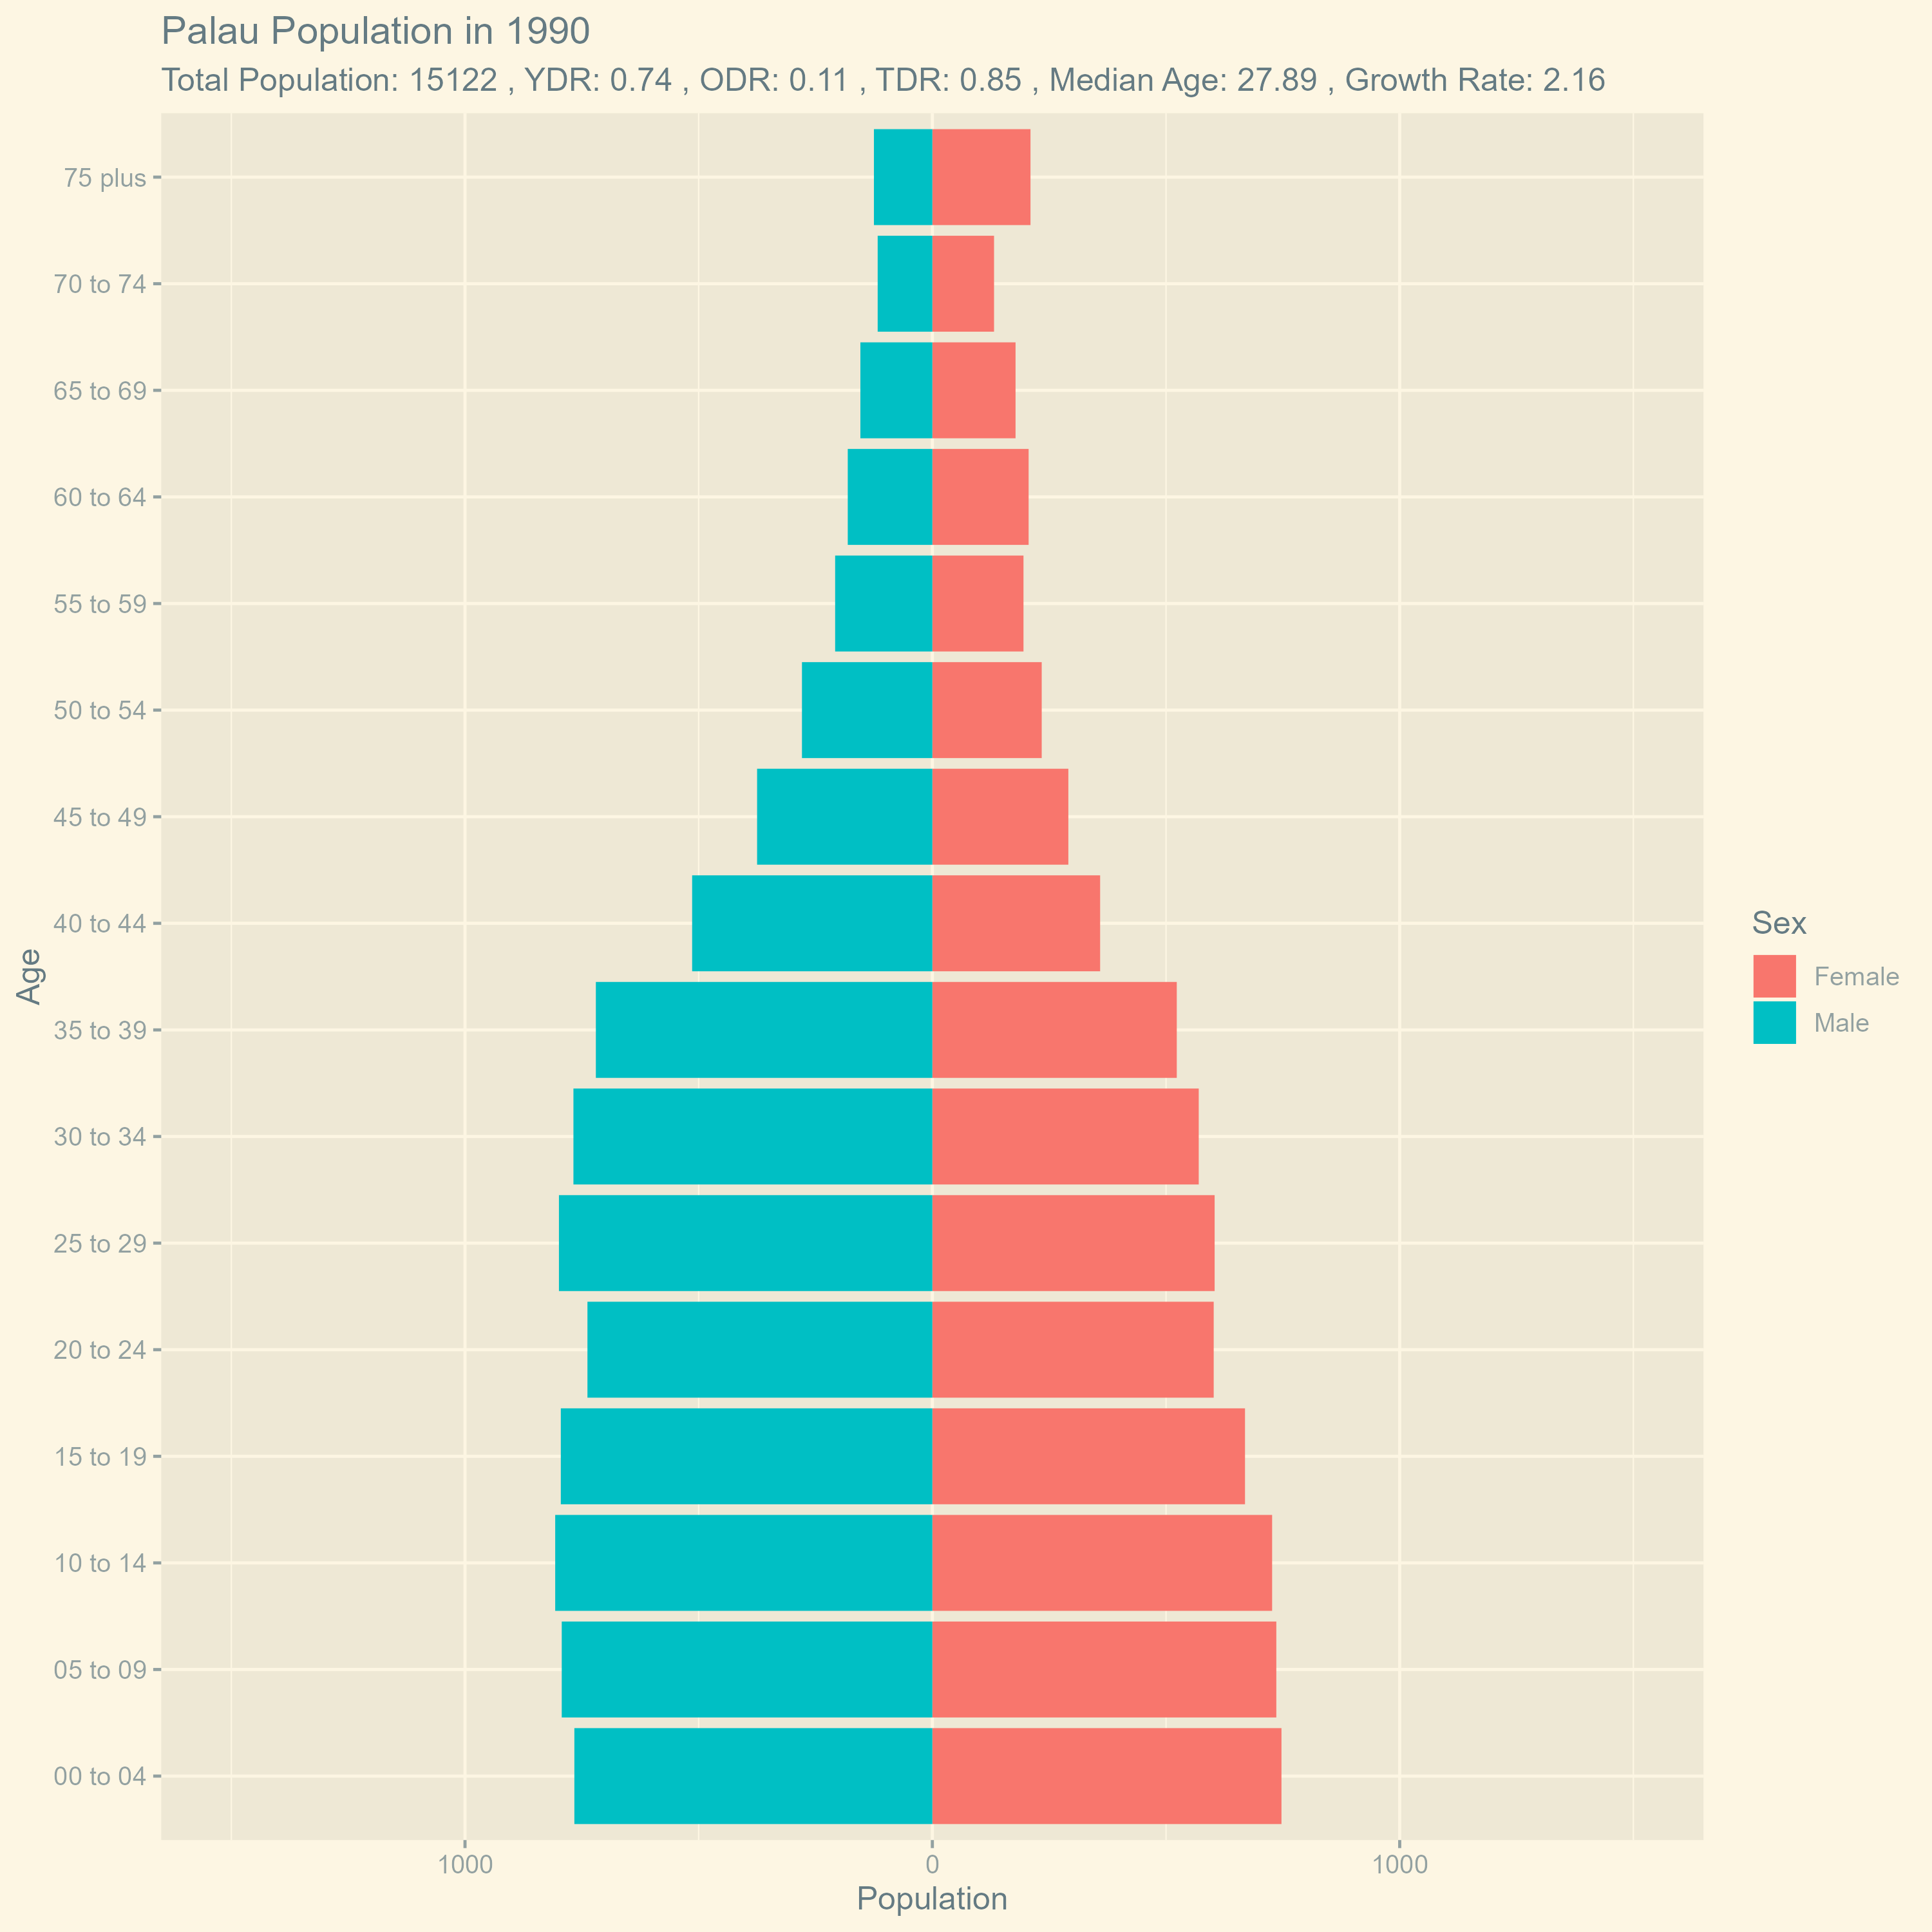 Palau Population in 1990
Total Population: 15122 , YDR: 0.74 , ODR: 0.11 , TDR: 0.85 , Median Age: 27.89 , Growth Rate: 2.16
75 plus
70 to 74
65 to 69
60 to 64
55 to 59
50 to 54
45 to 49
40 to 44
35 to 39
30 to 34
25 to 29
20 to 24
15 to 19
10 to 14
05 to 09
00 to 04
Age
1000
0
1000
Population
Sex
Female
Male